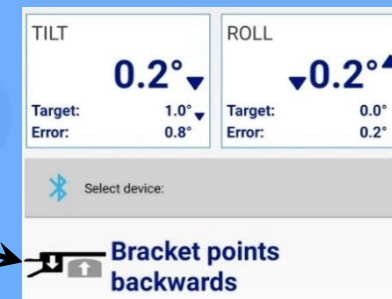 TILT
0.2°
Target: 1.0°
Error: 0.8°
ROLL
0.2°
Target: 0.0°
Error: 0.2°
Select device:
Bracket points
backwards